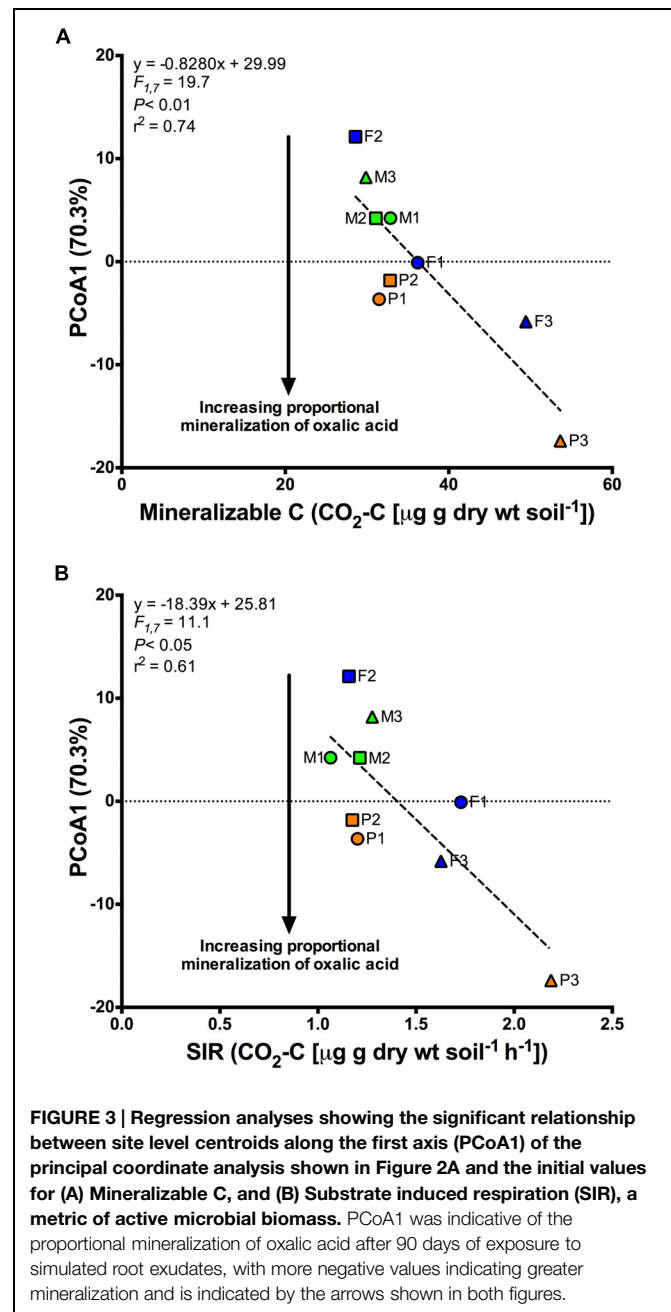 A
y = -0.8280x + 29.99
F1,7 = 19.7
P< 0.01
r2 = 0.74
20
10
0
-10
-20
PCoA1 (70.3%)
F2
M3
M2 M1
F1
P2
P1
F3
P3
Increasing proportional
mineralization of oxalic acid
0 20 40 60
Mineralizable C (CO2-C [μg g dry wt soil-1])
B
y = -18.39x + 25.81
F1,7 = 11.1
P< 0.05
r2 = 0.61
20
10
0
-10
-20
PCoA1 (70.3%)
F2
M3
M1 M2
F1
P2
P1
F3
P3
Increasing proportional
mineralization of oxalic acid
0.0 0.5 1.0 1.5 2.0 2.5
SIR (CO2-C [μg g dry wt soil-1 h-1])
FIGURE 3 | Regression analyses showing the significant relationship
between site level centroids along the first axis (PCoA1) of the
principal coordinate analysis shown in Figure 2A and the initial values
for (A) Mineralizable C, and (B) Substrate induced respiration (SIR), a
metric of active microbial biomass. PCoA1 was indicative of the
proportional mineralization of oxalic acid after 90 days of exposure to
simulated root exudates, with more negative values indicating greater
mineralization and is indicated by the arrows shown in both figures.